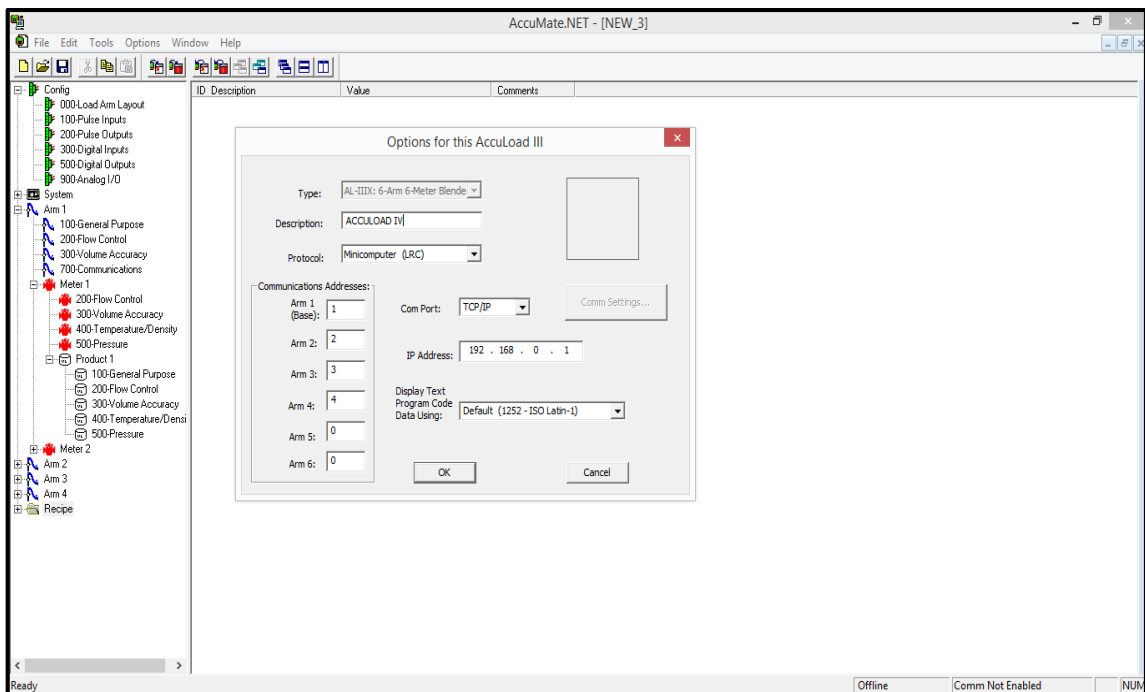 AccuMate.NET - [NEW_3]
File Edit Tools Options Window Help
Config
000-Load Arm Layout
100-Pulse Inputs
200-Pulse Outputs
300-Digital Inputs
500-Digital Outputs
900-Analog I/O
System
Arm 1
100-General Purpose
200-Flow Control
300-Volume Accuracy
700-Communications
Meter 1
200-Flow Control
300-Volume Accuracy
400-Temperature/Density
500-Pressure
Product 1
100-General Purpose
200-Flow Control
300-Volume Accuracy
400-Temperature/Densi
500-Pressure
Meter 2
Arm 2
Arm 3
Arm 4
Recipe
ID Description Value Comments
Options for this AccuLoad III
Type: AL-IIIX: 6-Arm 6-Meter Blende
Description: ACCULOAD IV
Protocol: Minicomputer (LRC)
Communications Addresses:
Arm 1
(Base): 1
Arm 2: 2
Arm 3: 3
Arm 4: 4
Arm 5: 0
Arm 6: 0
Com Port: TCP/IP
Comm Settings...
IP Address: 192 . 168 . 0 . 1
Display Text
Program Code
Data Using: Default (1252 - ISO Latin-1)
OK Cancel
Ready Offline Comm Not Enabled NUM